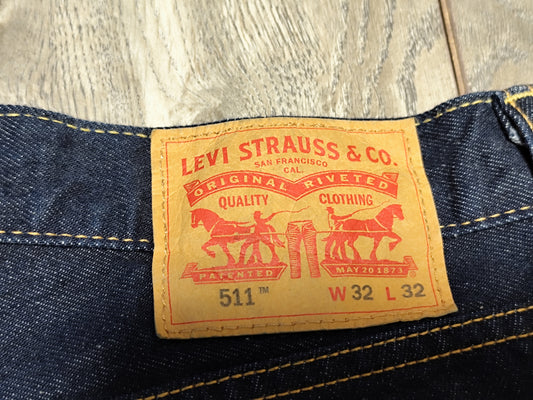 LEVI STRAUSS & CO.
SAN FRANCISCO
CAL.
ORIGINAL RIVETED
QUALITY CLOTHING
PATENTED MAY 20 1873
511™ W 32 L 32